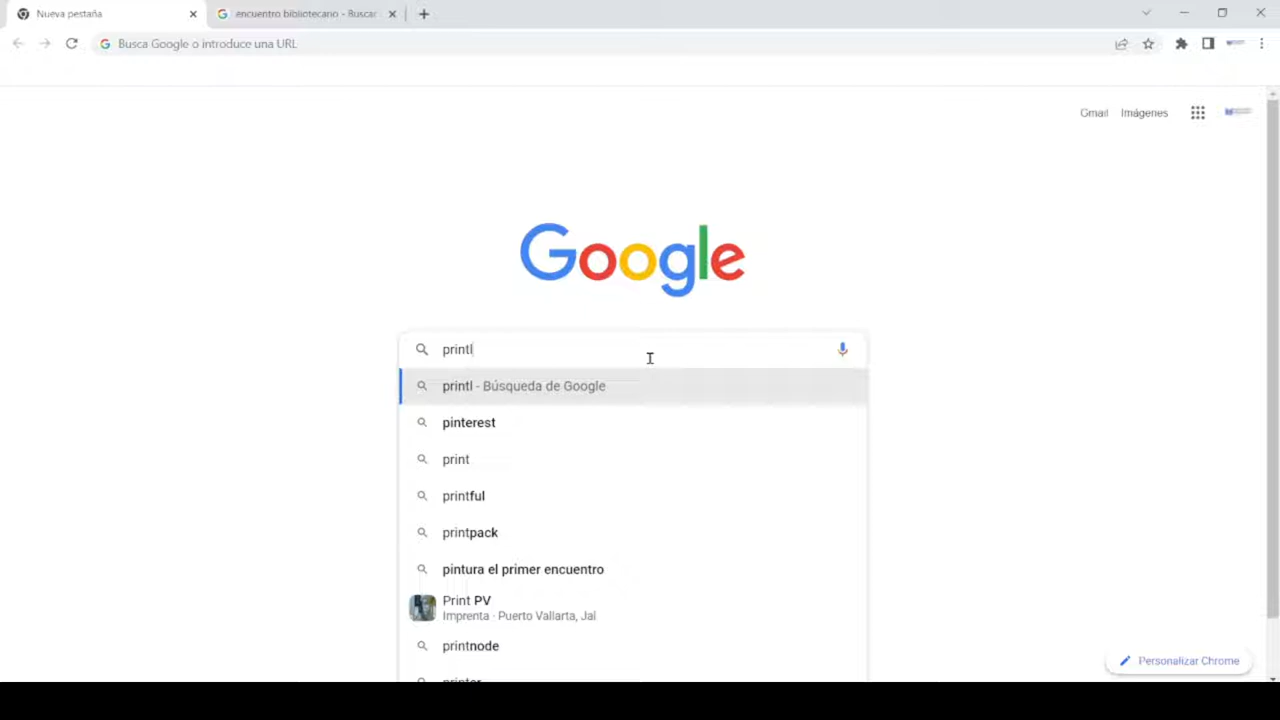 Nueva pestaña
encuentro bibliotecario - Buscar
Busca Google o introduce una URL
Gmail Imágenes
Google
printl
printl - Búsqueda de Google
pinterest
print
printful
printpack
pintura el primer encuentro
Print PV
Imprenta · Puerto Vallarta, Jal
printnode
printer
Personalizar Chrome